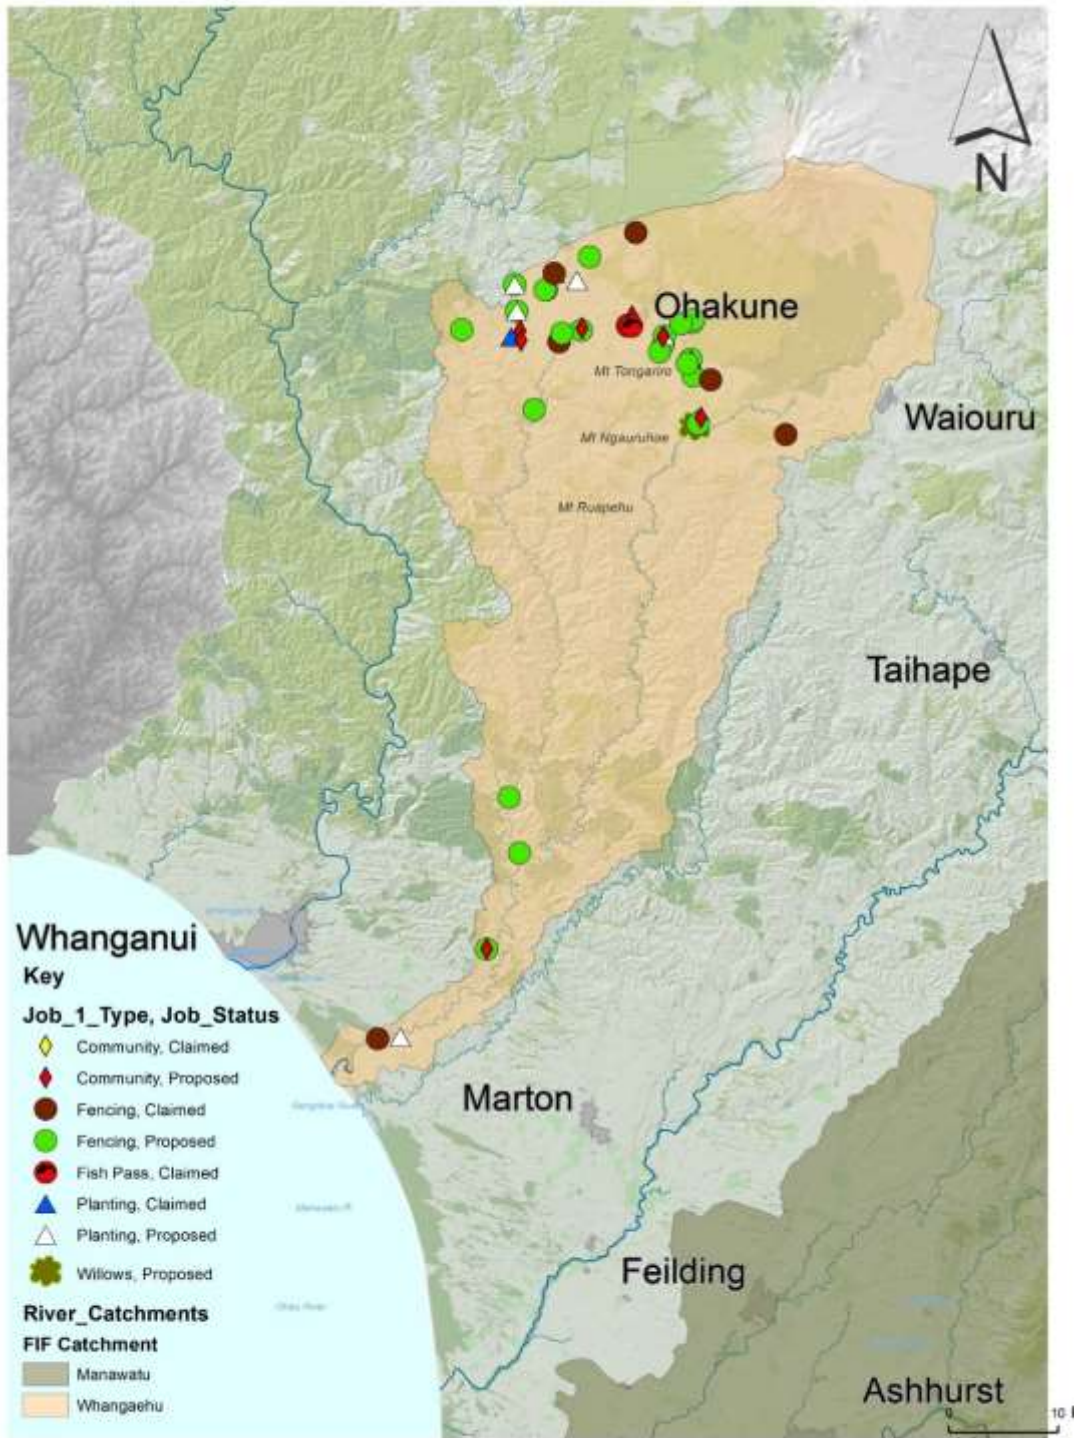 N
Ohakune
Mt Tongariro
Waiouru
Mt Ngauruhoe
Mt Ruapehu
Taihape
Whanganui
Key
Job_1_Type, Job_Status
Community, Claimed
Community, Proposed
Fencing, Claimed
Fencing, Proposed
Fish Pass, Claimed
Planting, Claimed
Planting, Proposed
Willows, Proposed
River_Catchments
FIF Catchment
Manawatu
Whangaehu
Marton
Feilding
Ashhurst
0 10